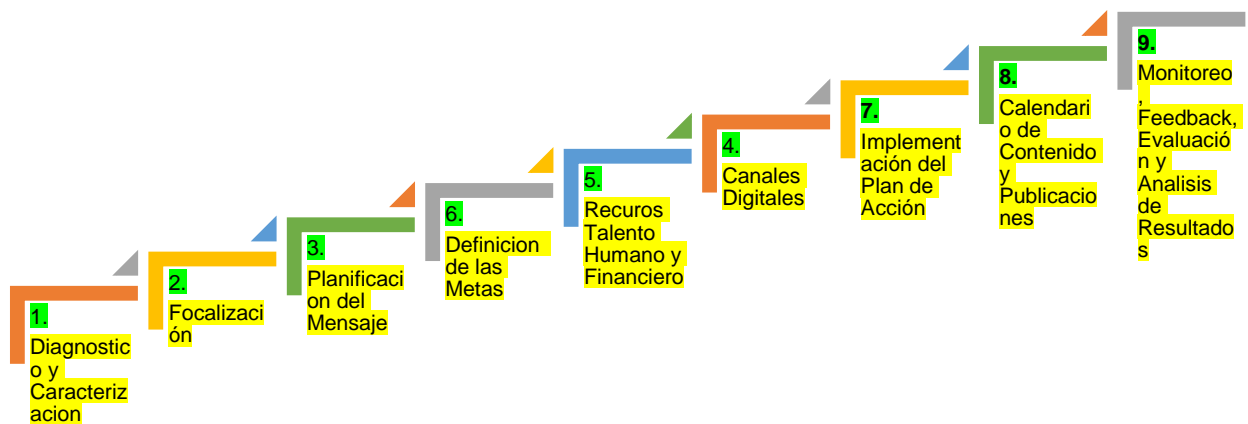 1.
Diagnostic
o y
Caracteriz
acion
2.
Focalizaci
ón
3.
Planificaci
on del
Mensaje
6.
Definicion
de las
Metas
5.
Recuros
Talento
Humano y
Financiero
4.
Canales
Digitales
7.
Implement
ación del
Plan de
Acción
8.
Calendari
o de
Contenido
y
Publicacio
nes
9.
Monitoreo
,
Feedback,
Evaluació
n y
Analisis
de
Resultado
s